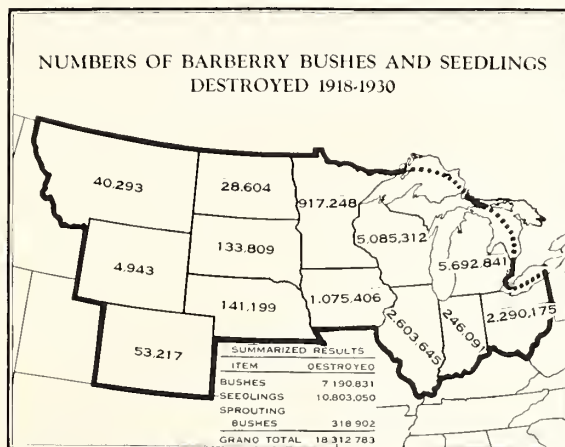 NUMBERS OF BARBERRY BUSHES AND SEEDLINGS
DESTROYED 1918-1930
40.293
28.604
917.248
5.085,312
133.809
5.692.841
4.943
141.199
1.075.406
2.603.645
246.091
2.290.175
53.217
SUMMARIZED RESULTS
ITEM DESTROYED
BUSHES 7 190.831
SEEDLINGS 10,803,050
SPROUTING
BUSHES 318 902
GRAND TOTAL 18 312 783